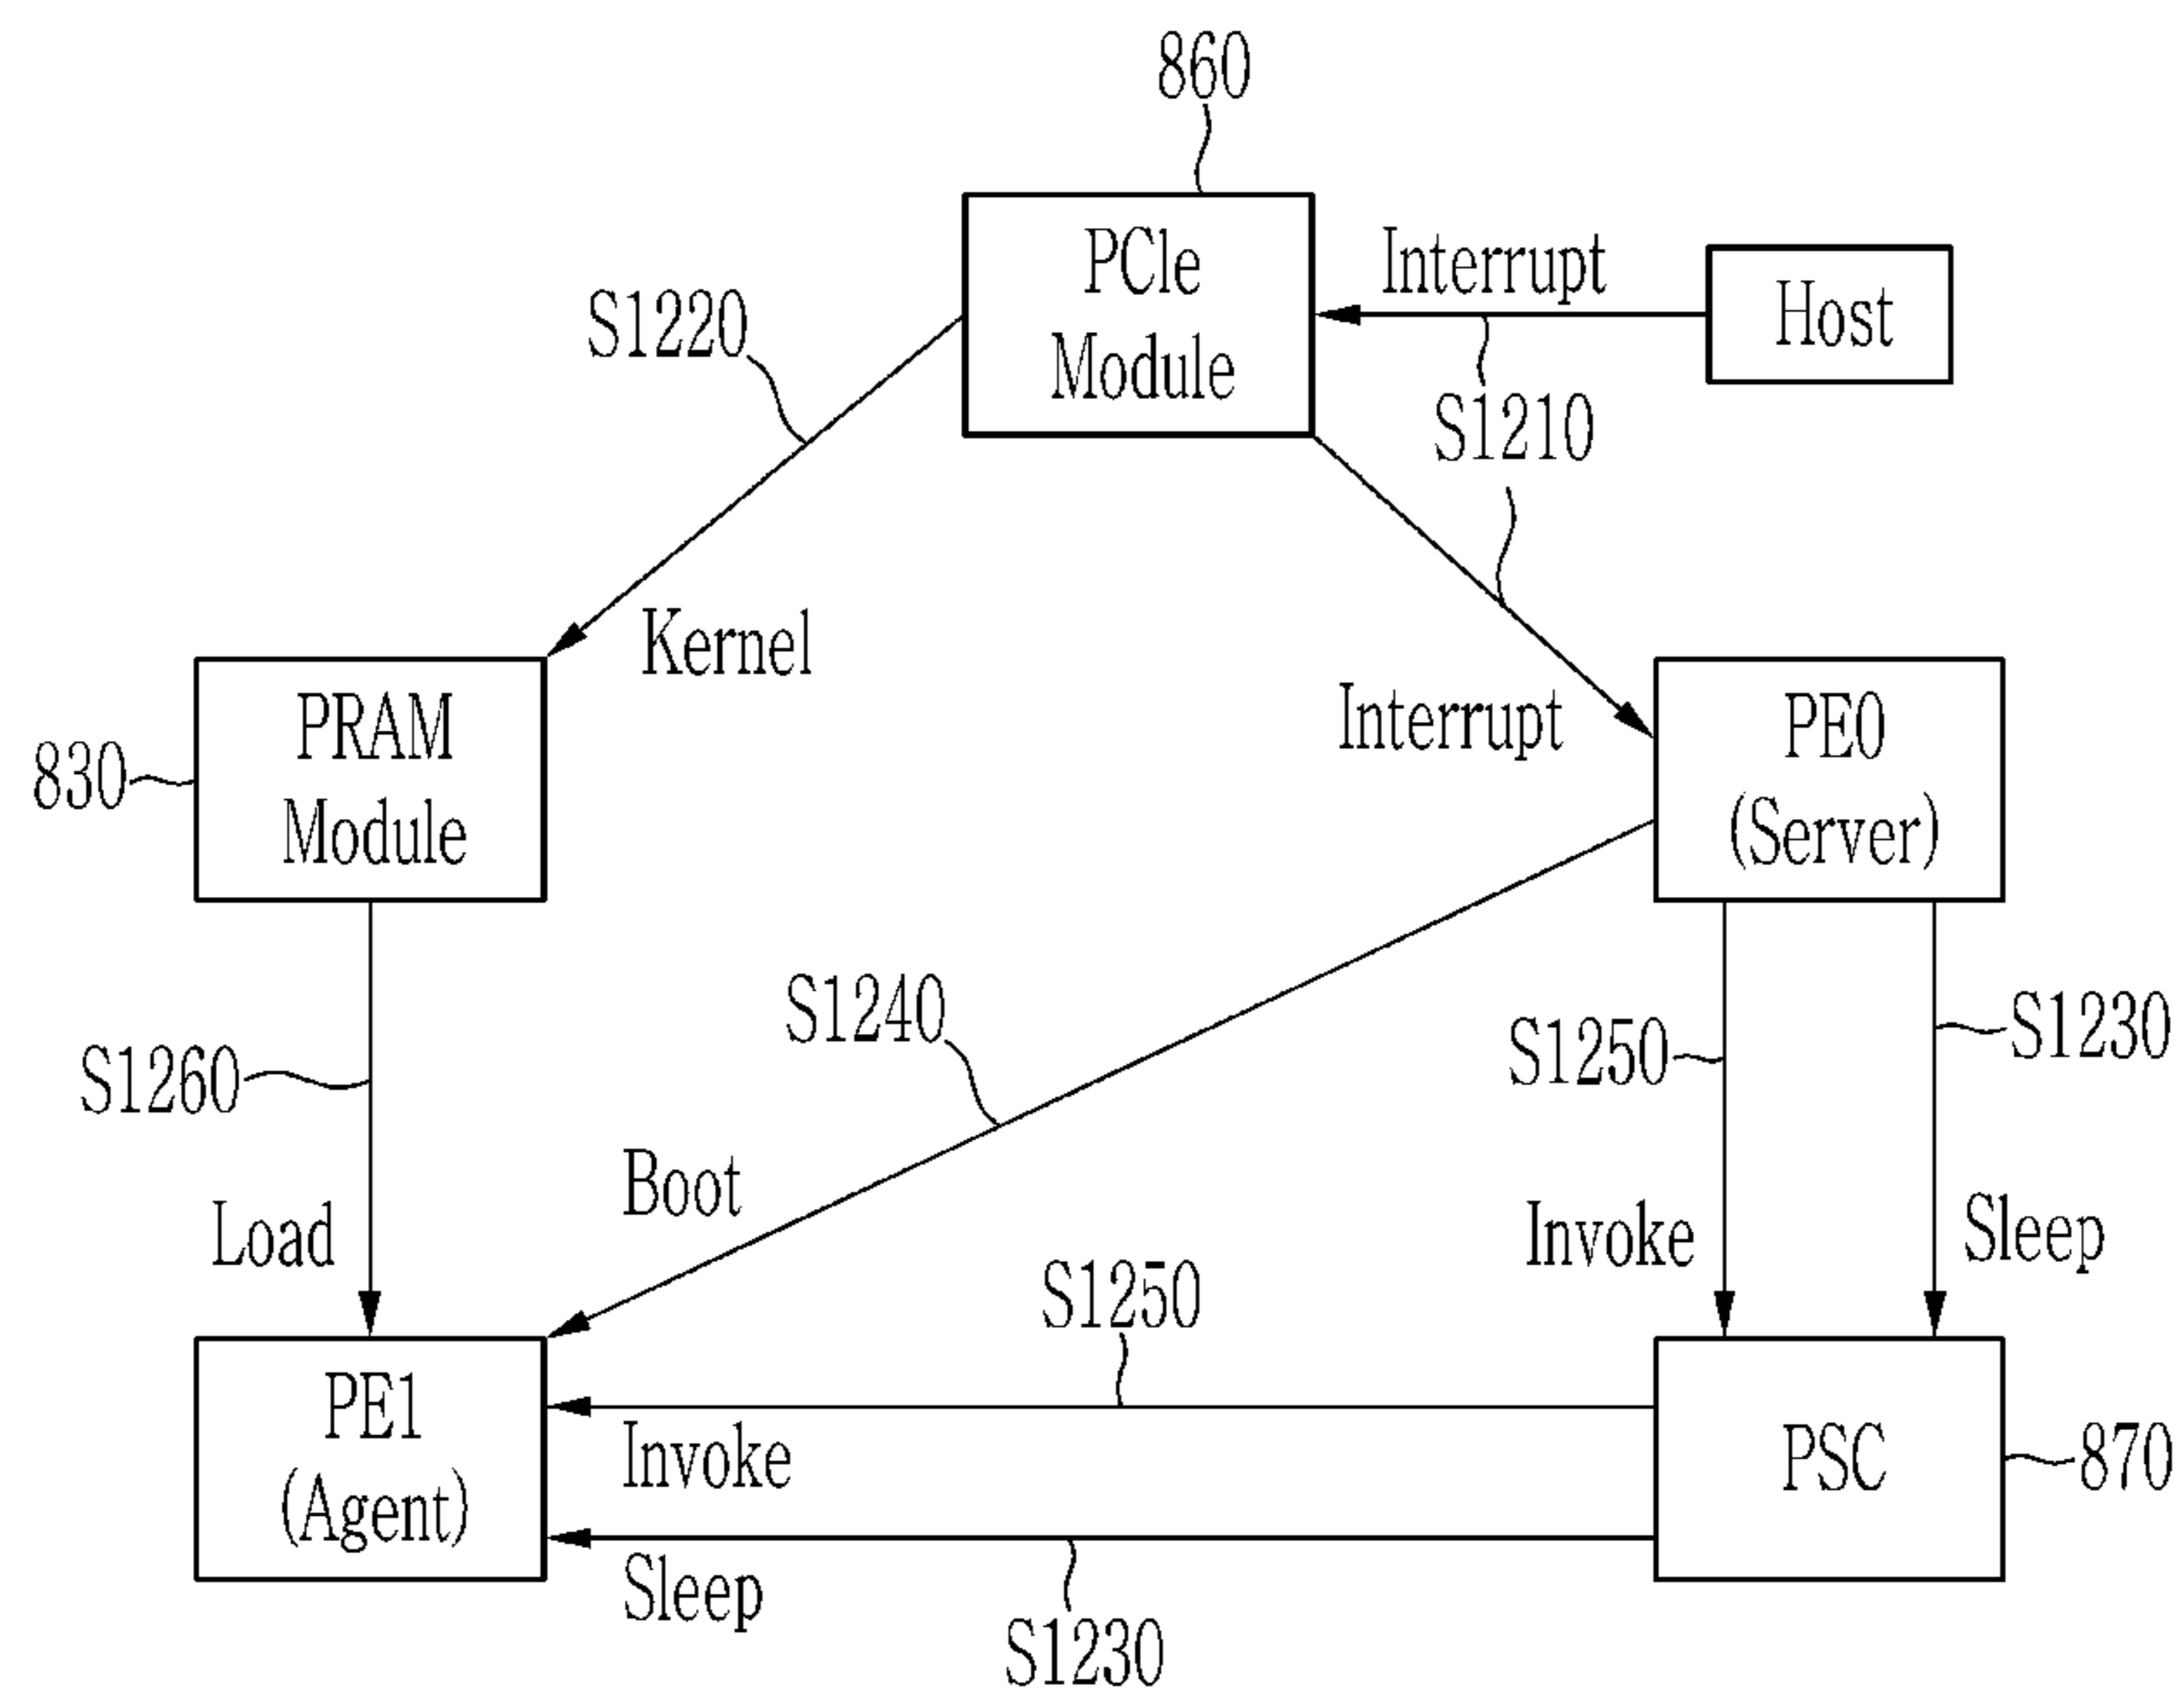 860
PCle
Module
Interrupt
Host
S1220
S1210
Kernel
Interrupt
PRAM
Module
830
PE0
(Server)
S1240
S1250
S1230
S1260
Boot
Load
Invoke
Sleep
S1250
PE1
(Agent)
Invoke
Sleep
PSC
870
S1230